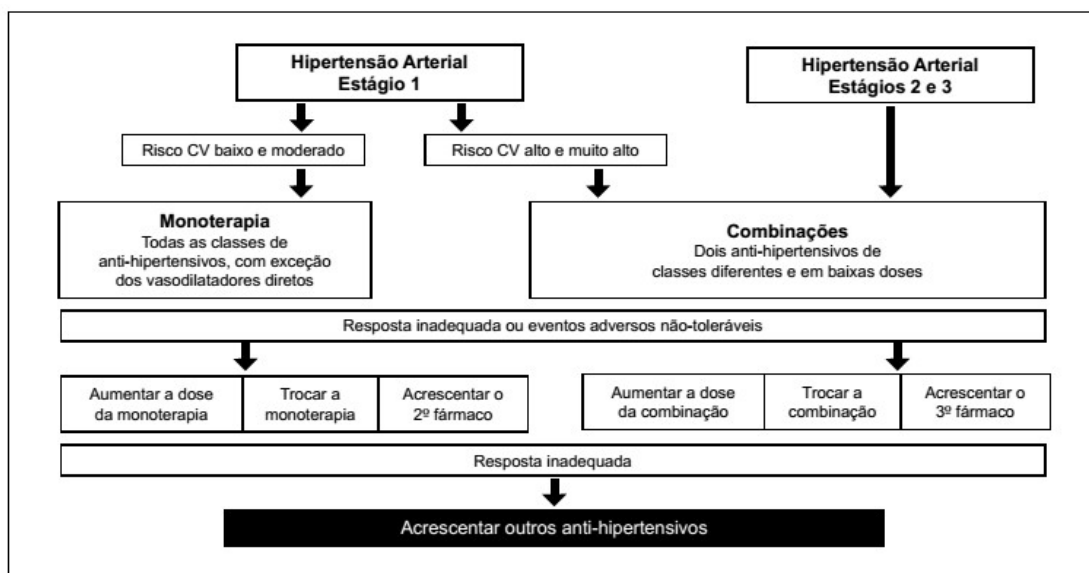 Hipertensão Arterial
Estágio 1
Hipertensão Arterial
Estágios 2 e 3
Risco CV baixo e moderado
Risco CV alto e muito alto
Monoterapia
Todas as classes de
anti-hipertensivos, com exceção
dos vasodilatadores diretos
Combinações
Dois anti-hipertensivos de
classes diferentes e em baixas doses
Resposta inadequada ou eventos adversos não-toleráveis
Aumentar a dose
da monoterapia
Trocar a
monoterapia
Acrescentar o
2º fármaco
Aumentar a dose
da combinação
Trocar a
combinação
Acrescentar o
3º fármaco
Resposta inadequada
Acrescentar outros anti-hipertensivos